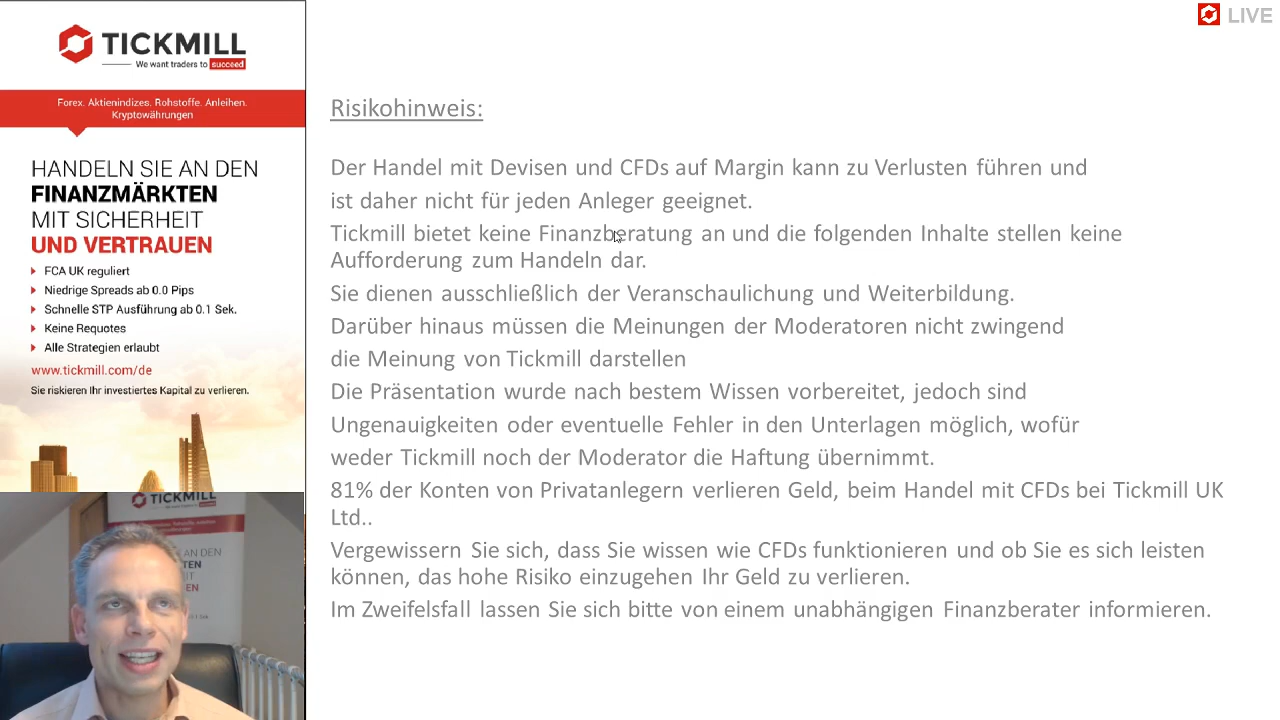 TICKMILL
We want traders to succeed
Forex. Aktienindizes. Rohstoffe. Anleihen.
Kryptowährungen
HANDELN SIE AN DEN
FINANZMÄRKTEN
MIT SICHERHEIT
UND VERTRAUEN
FCA UK reguliert
Niedrige Spreads ab 0.0 Pips
Schnelle STP Ausführung ab 0.1 Sek.
Keine Requotes
Alle Strategien erlaubt
www.tickmill.com/de
Sie riskieren Ihr investiertes Kapital zu verlieren.
TICKMILL
AN DEN
TEN
IT
EN
LIVE
Risikohinweis:
Der Handel mit Devisen und CFDs auf Margin kann zu Verlusten führen und
ist daher nicht für jeden Anleger geeignet.
Tickmill bietet keine Finanzberatung an und die folgenden Inhalte stellen keine
Aufforderung zum Handeln dar.
Sie dienen ausschließlich der Veranschaulichung und Weiterbildung.
Darüber hinaus müssen die Meinungen der Moderatoren nicht zwingend
die Meinung von Tickmill darstellen
Die Präsentation wurde nach bestem Wissen vorbereitet, jedoch sind
Ungenauigkeiten oder eventuelle Fehler in den Unterlagen möglich, wofür
weder Tickmill noch der Moderator die Haftung übernimmt.
81% der Konten von Privatanlegern verlieren Geld, beim Handel mit CFDs bei Tickmill UK
Ltd..
Vergewissern Sie sich, dass Sie wissen wie CFDs funktionieren und ob Sie es sich leisten
können, das hohe Risiko einzugehen Ihr Geld zu verlieren.
Im Zweifelsfall lassen Sie sich bitte von einem unabhängigen Finanzberater informieren.